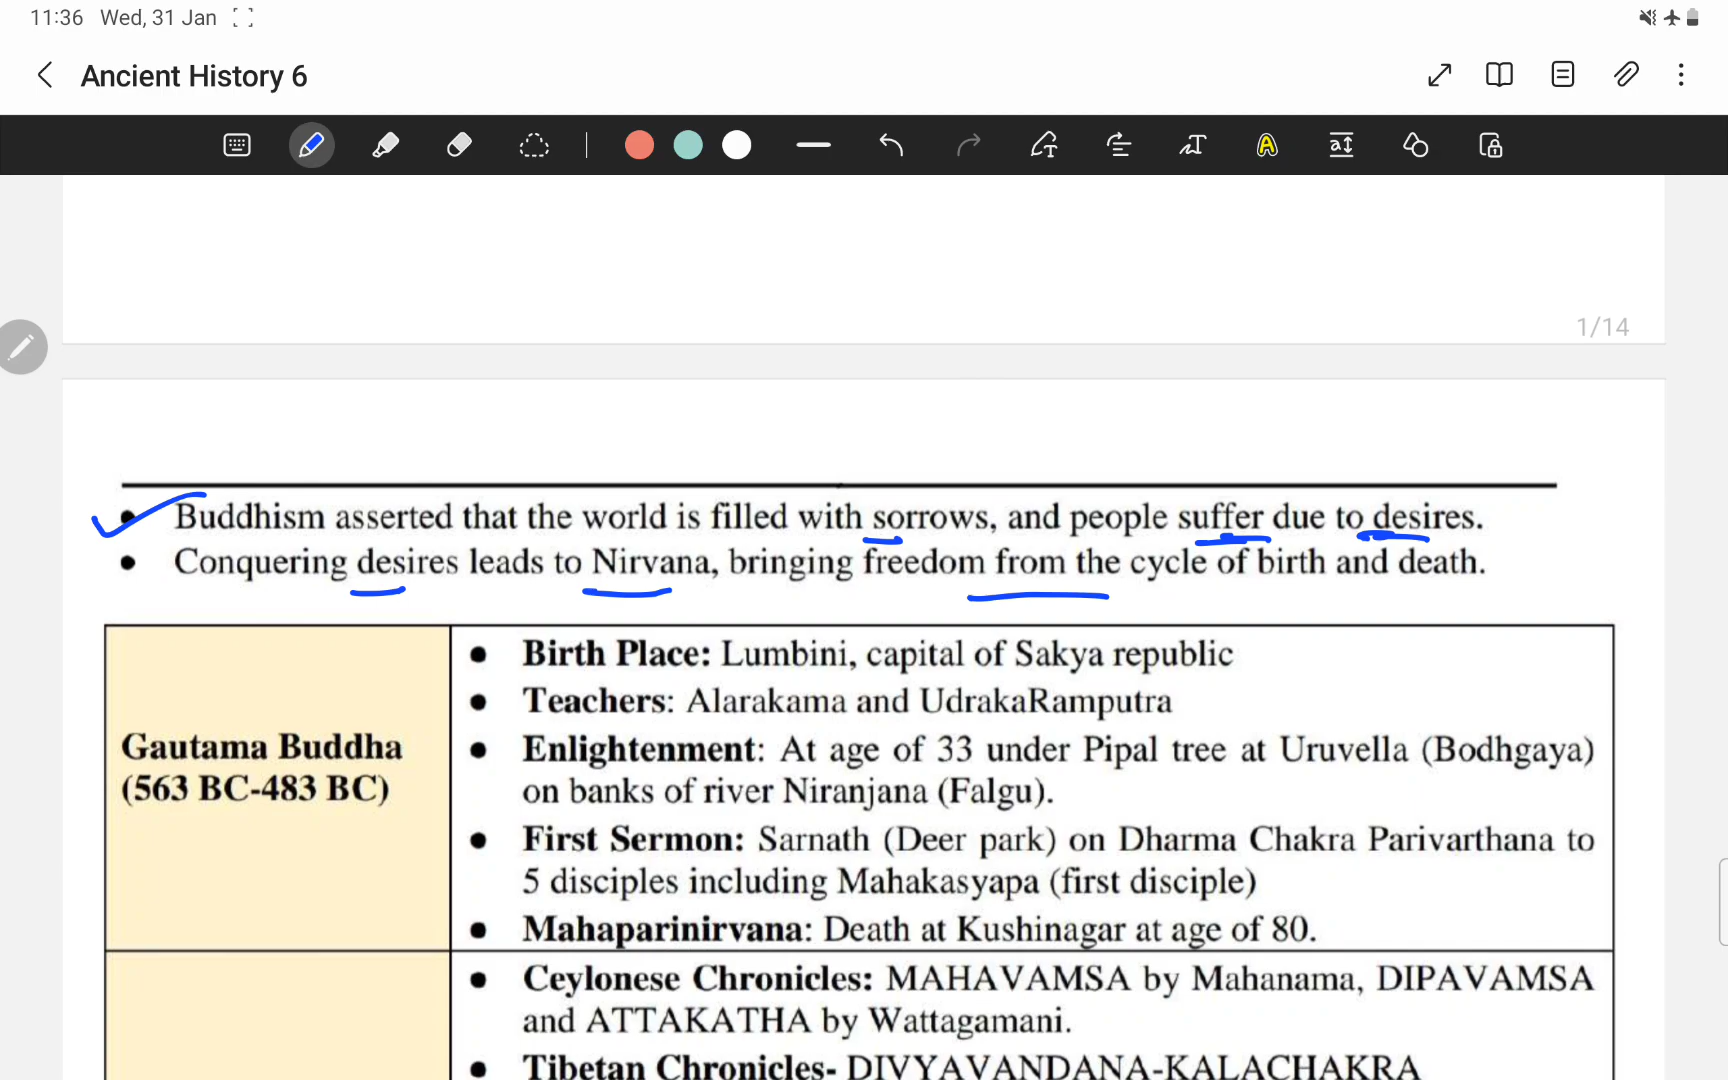 11:36 Wed, 31 Jan
Ancient History 6
1/14
• Buddhism asserted that the world is filled with sorrows, and people suffer due to desires.
• Conquering desires leads to Nirvana, bringing freedom from the cycle of birth and death.
Gautama Buddha
(563 BC-483 BC)
• Birth Place: Lumbini, capital of Sakya republic
• Teachers: Alarakama and UdrakaRamputra
• Enlightenment: At age of 33 under Pipal tree at Uruvella (Bodhgaya)
on banks of river Niranjana (Falgu).
• First Sermon: Sarnath (Deer park) on Dharma Chakra Parivarthana to
5 disciples including Mahakasyapa (first disciple)
• Mahaparinirvana: Death at Kushinagar at age of 80.
• Ceylonese Chronicles: MAHAVAMSA by Mahanama, DIPAVAMSA
and ATTAKATHA by Wattagamani.
• Tibetan Chronicles- DIVYAVANDANA-KALACHAKRA